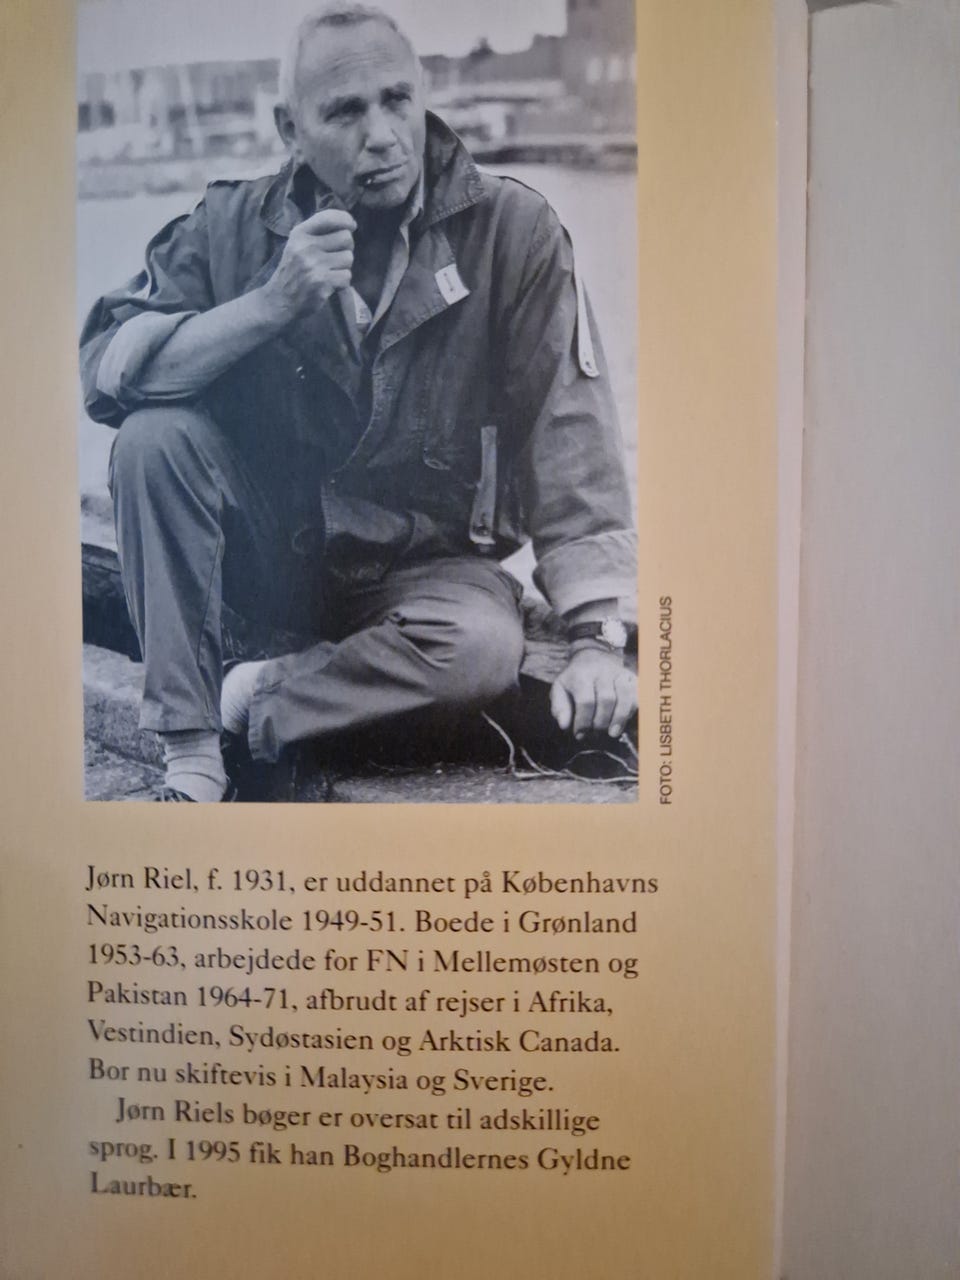 FOTO: LISBETH THORLACIUS
Jørn Riel, f. 1931, er uddannet på Københavns
Navigationsskole 1949-51. Boede i Grønland
1953-63, arbejdede for FN i Mellemøsten og
Pakistan 1964-71, afbrudt af rejser i Afrika,
Vestindien, Sydøstasien og Arktisk Canada.
Bor nu skiftevis i Malaysia og Sverige.
Jørn Riels bøger er oversat til adskillige
sprog. I 1995 fik han Boghandlernes Gyldne
Laurbær.